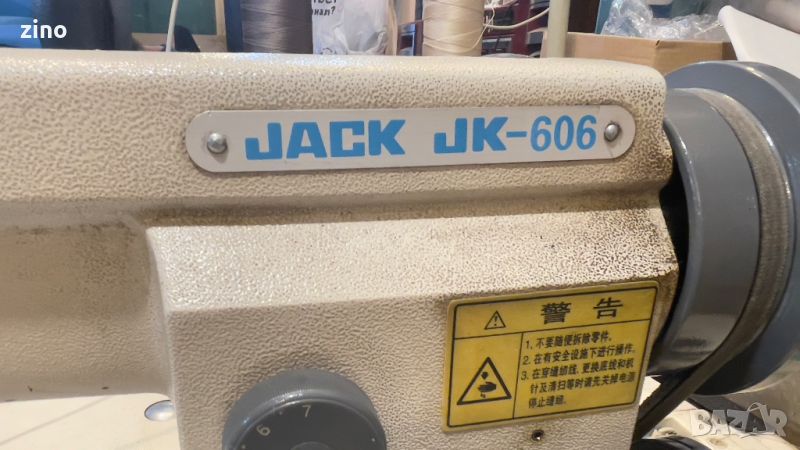 zino
нал?
JACK JK-606
警 告
1. 不要随便拆除零件。
2. 在有安全设施下进行操作。
3. 在穿缝纫线, 更换底线和机
针及清扫等时请先关掉电源
停止缝纫。
6 7
BAZAR